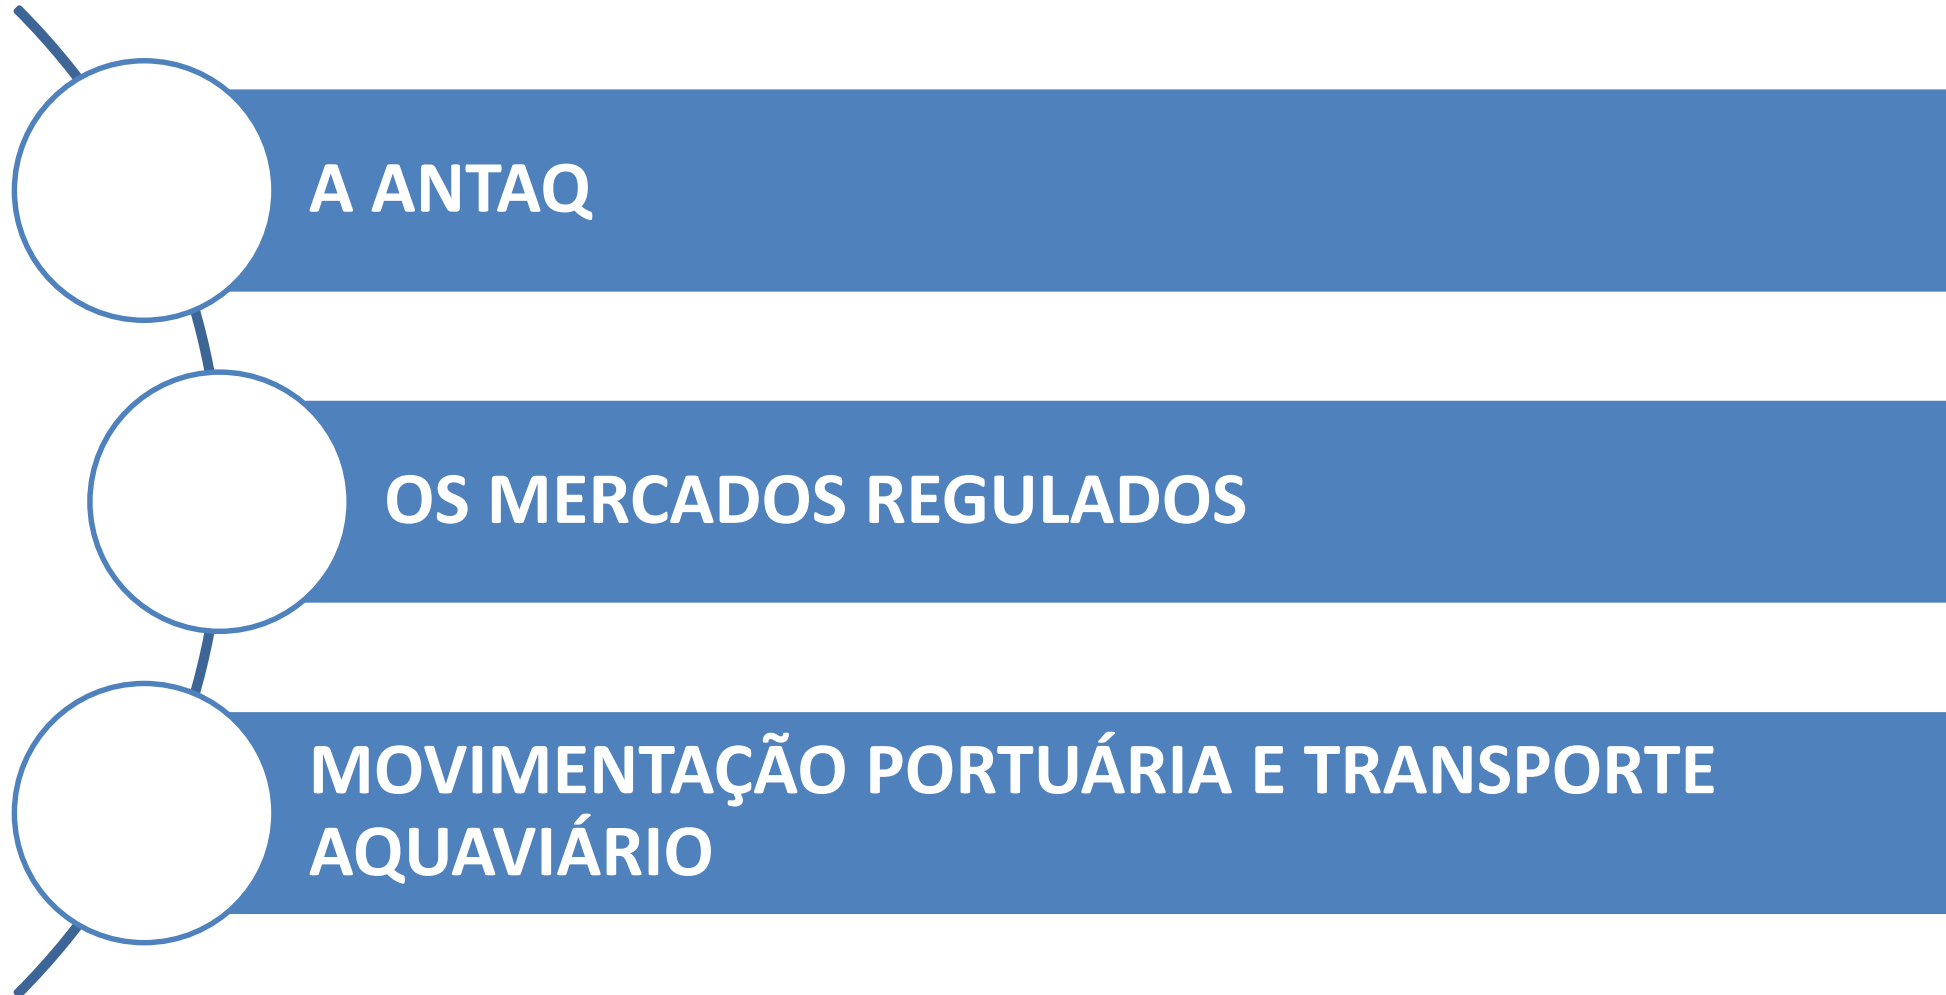 A ANTAQ
OS MERCADOS REGULADOS
MOVIMENTAÇÃO PORTUÁRIA E TRANSPORTE
AQUAVIÁRIO